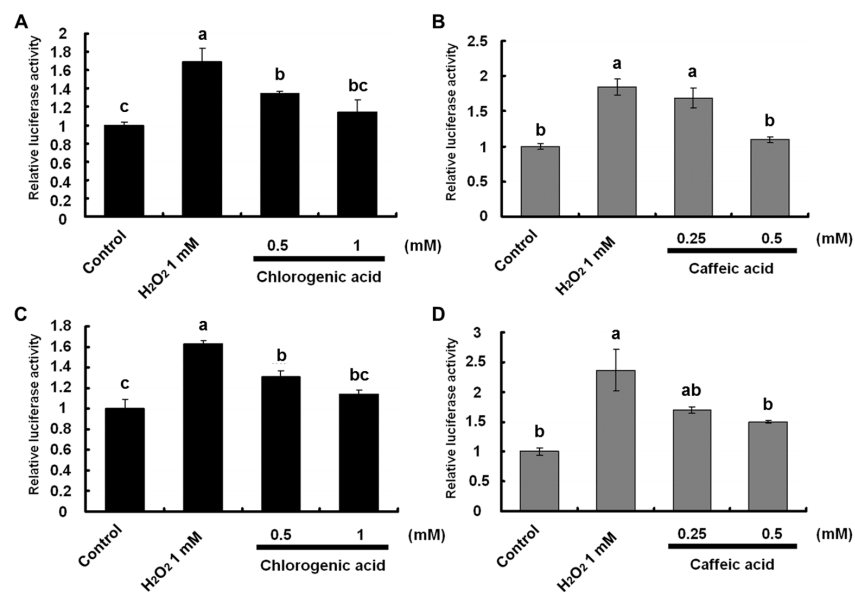 A
Relative luciferase activity
2
1.8
1.6
1.4
1.2
1
0.8
0.6
0.4
0.2
0
c
a
b
bc
Control
H₂O₂ 1 mM
0.5
1
(mM)
Chlorogenic acid
B
Relative luciferase activity
2.5
2
1.5
1
0.5
0
b
a
a
b
Control
H₂O₂ 1 mM
0.25
0.5
(mM)
Caffeic acid
C
Relative luciferase activity
1.8
1.6
1.4
1.2
1
0.8
0.6
0.4
0.2
0
c
a
b
bc
Control
H₂O₂ 1 mM
0.5
1
(mM)
Chlorogenic acid
D
Relative luciferase activity
3
2.5
2
1.5
1
0.5
0
b
a
ab
b
Control
H₂O₂ 1 mM
0.25
0.5
(mM)
Caffeic acid